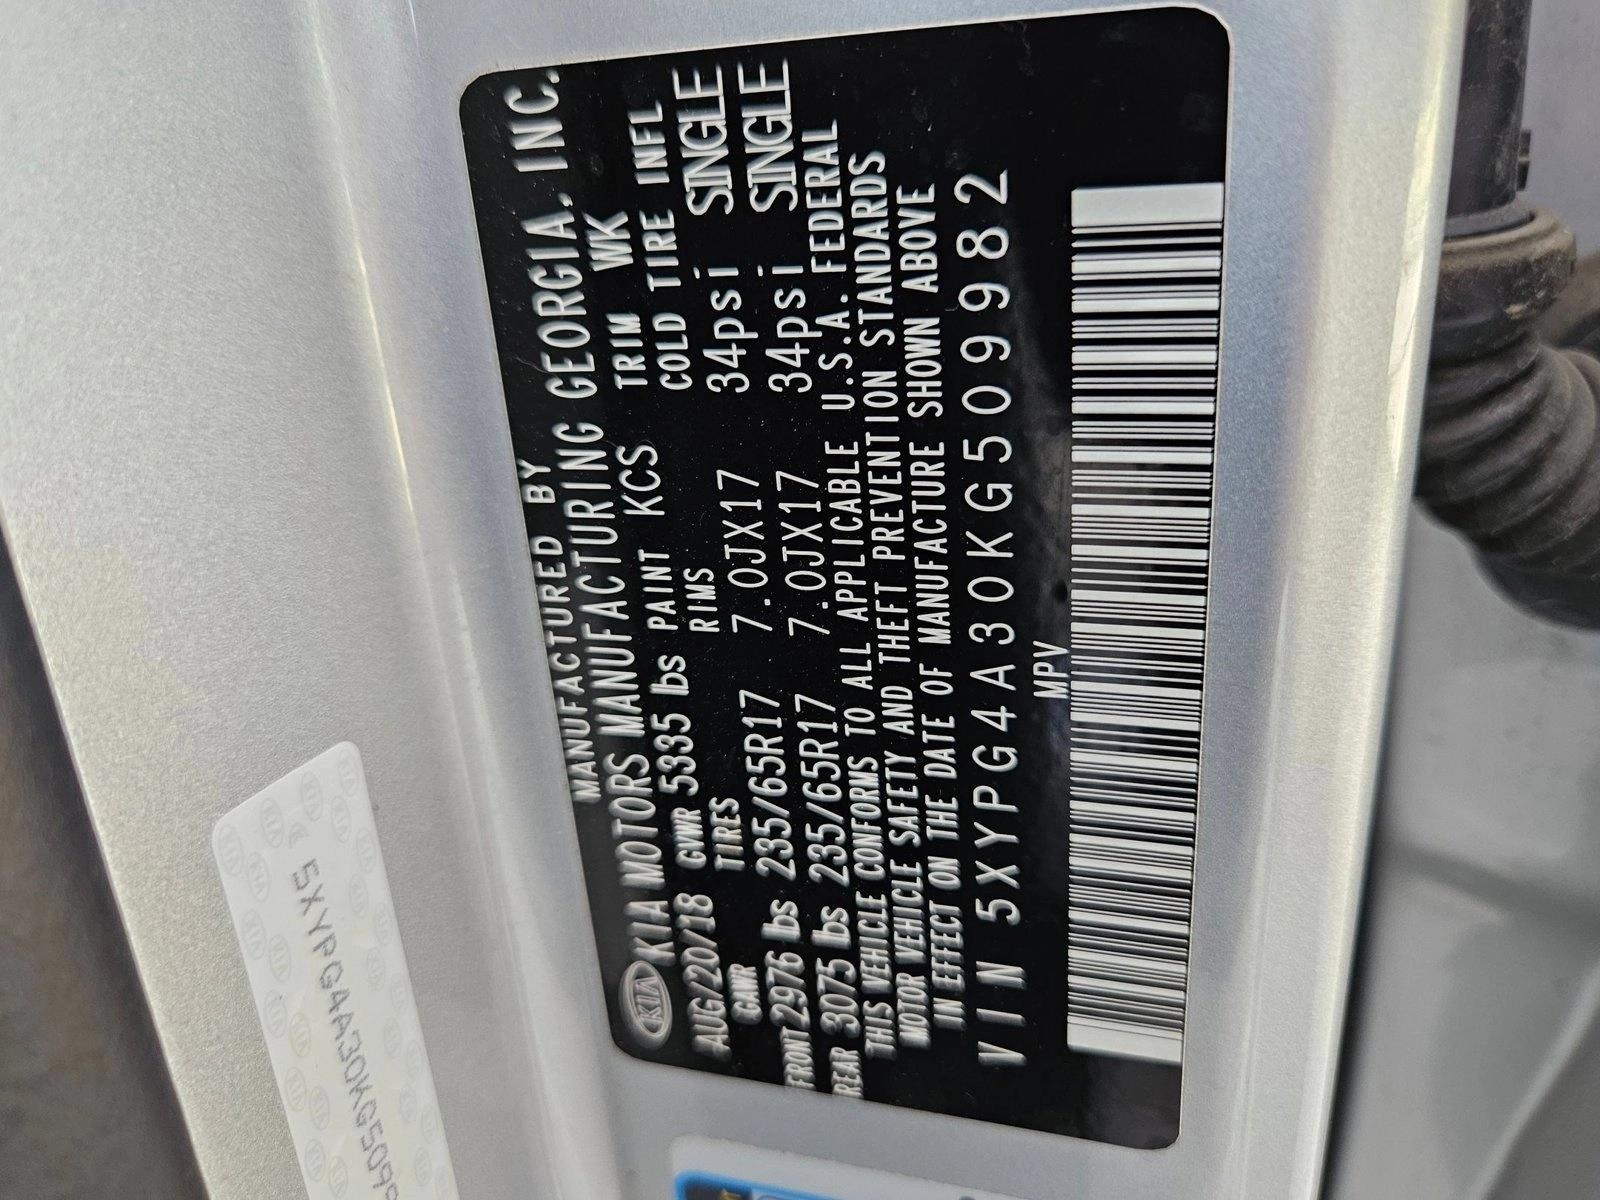 MANUFACTURED BY
KIA KIA MOTORS MANUFACTURING GEORGIA. INC.
AUG/20/18 GVWR 5335 lbs PAINT KCS TRIM WK
GAWR TIRES RIMS COLD TIRE INFL
FRONT 2976 lbs 235/65R17 7.0JX17 34psi SINGLE
REAR 3075 lbs 235/65R17 7.0JX17 34psi SINGLE
THIS VEHICLE CONFORMS TO ALL APPLICABLE U.S.A. FEDERAL
MOTOR VEHICLE SAFETY AND THEFT PREVENTION STANDARDS
IN EFFECT ON THE DATE OF MANUFACTURE SHOWN ABOVE
VIN 5XYPG4A30KG509982
MPV
5XYPG4A30KG509